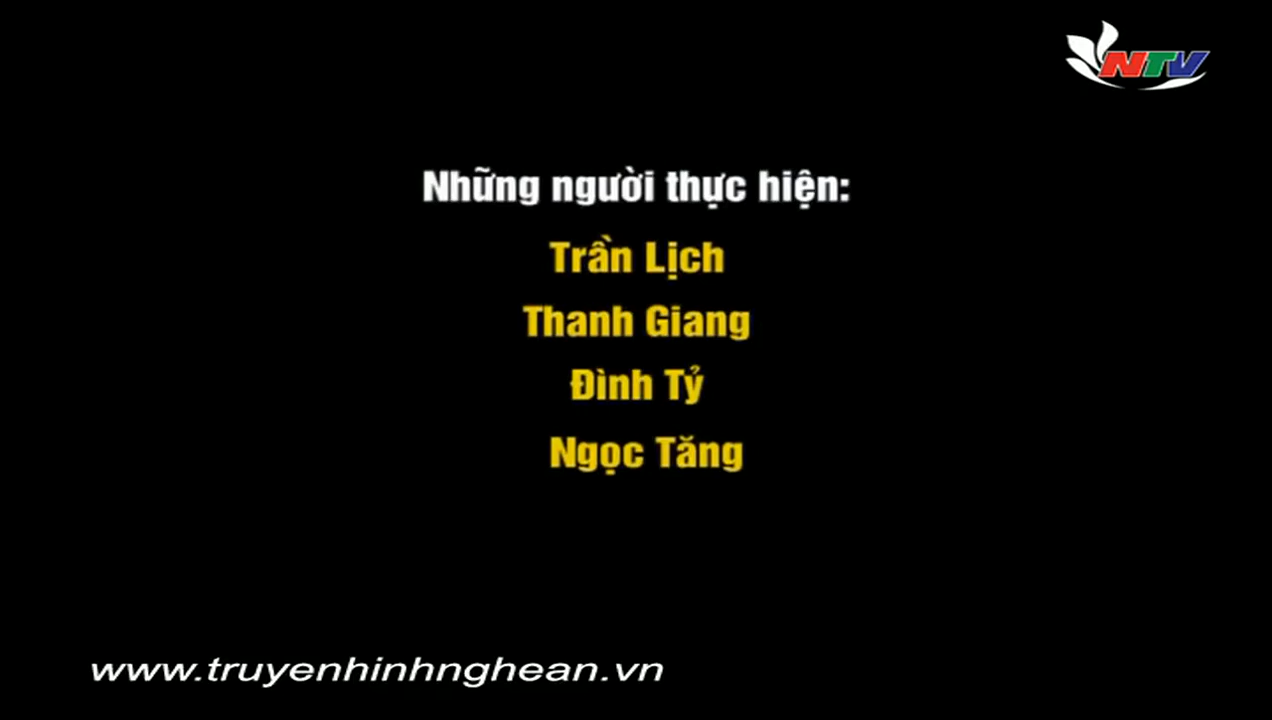 NTV
Những người thực hiện:
Trần Lịch
Thanh Giang
Đình Tỷ
Ngọc Tăng
www.truyenhinhnghean.vn